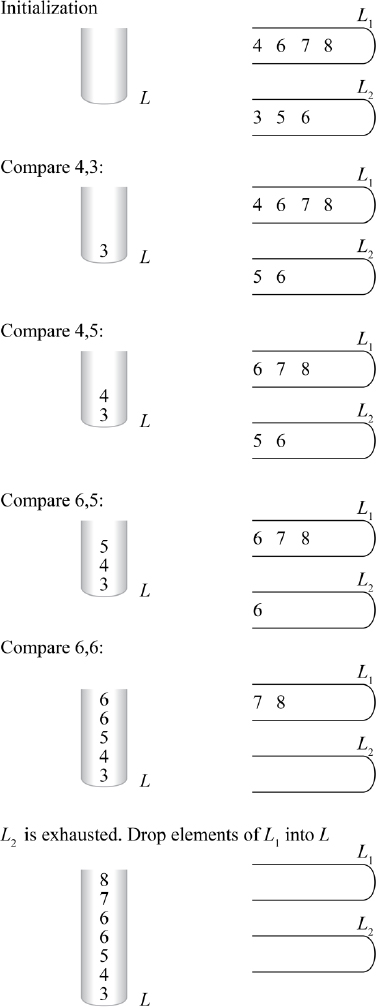 Initialization
L₁
4 6 7 8
L₂
L
3 5 6
Compare 4,3:
L₁
4 6 7 8
L₂
3
L
5 6
Compare 4,5:
L₁
6 7 8
L₂
4
3
L
5 6
Compare 6,5:
L₁
6 7 8
5
4
3
L₂
L
6
Compare 6,6:
L₁
6
7 8
6
5
L₂
4
3
L
L₂ is exhausted. Drop elements of L₁ into L
L₁
8
7
6
6
L₂
5
4
3
L